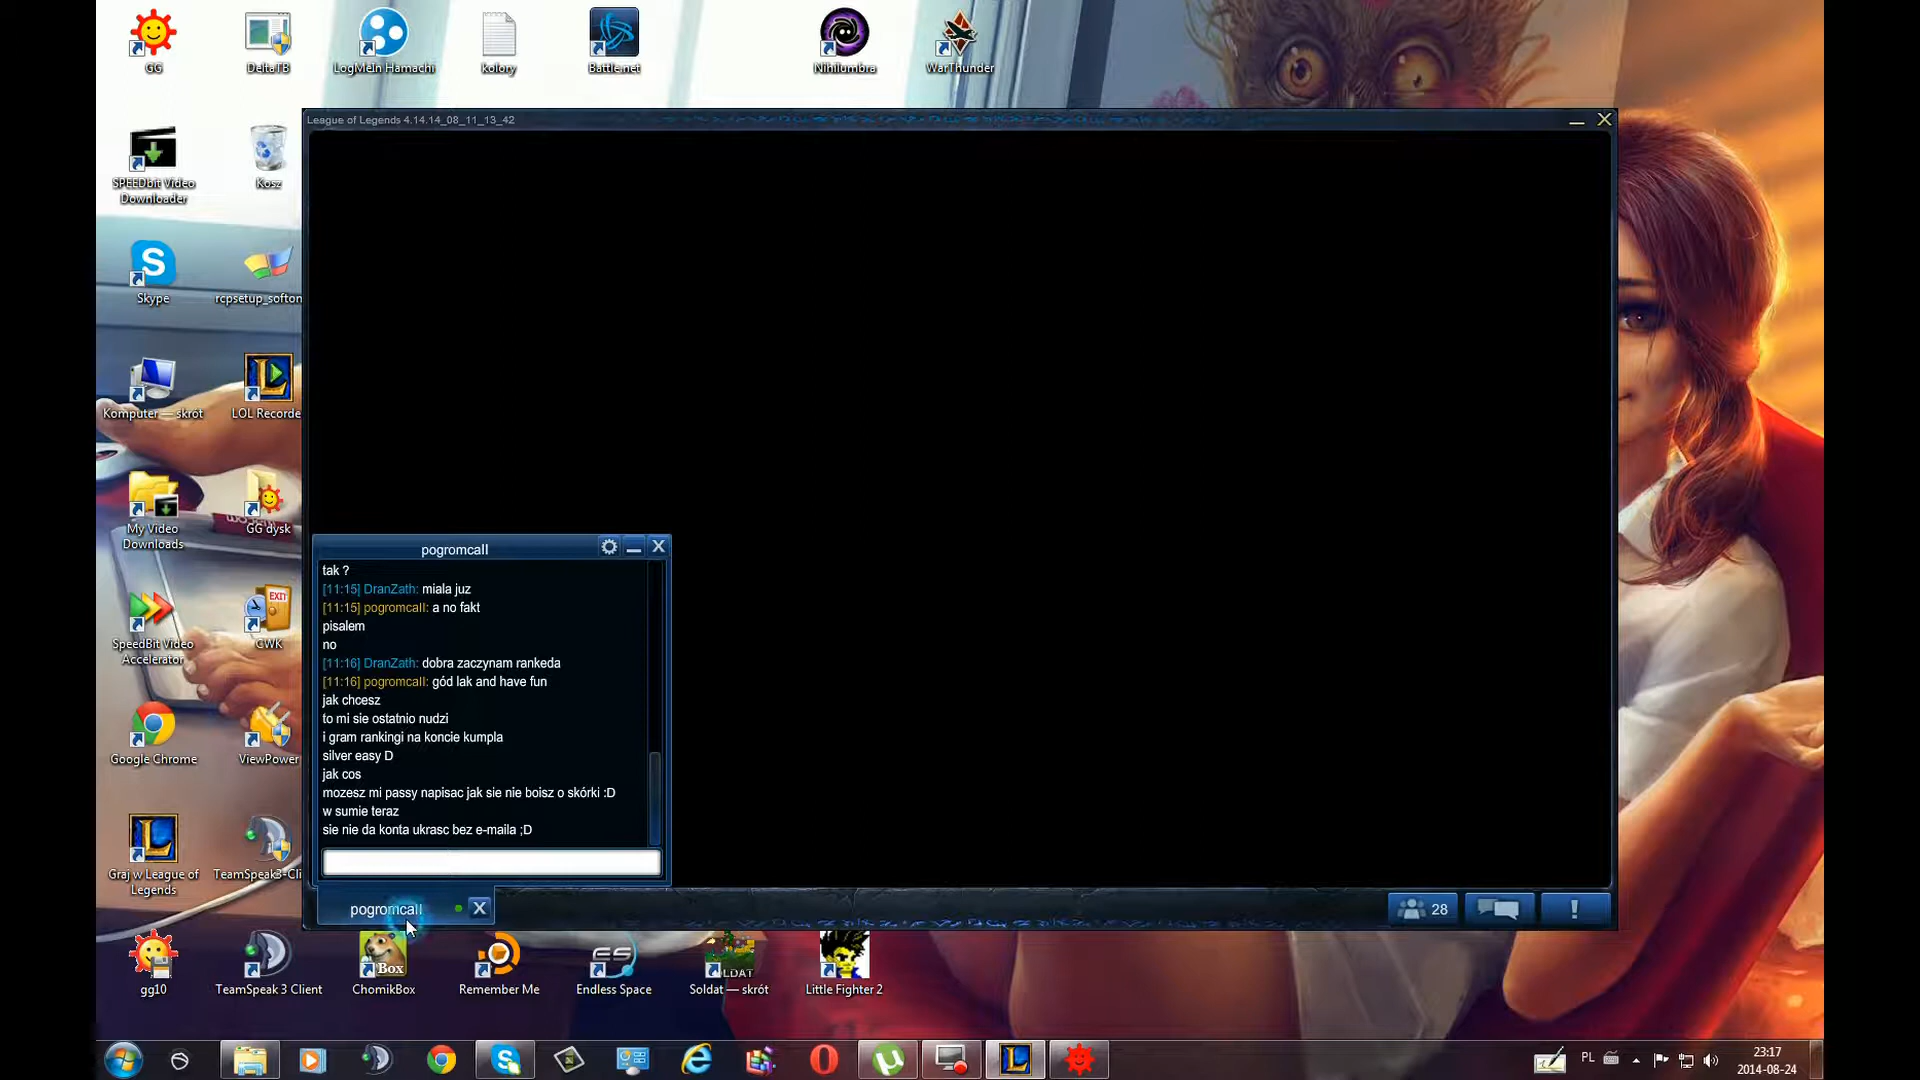 GG
DeltaTB
LogMeIn Hamachi
kolory
Battle.net
Nihilumbra
WarThunder
League of Legends 4.14.14_08_11_13_42
SPEEDbit Video
Downloader
Kosz
Skype
rcpsetup_softon
Komputer — skrót
LOL Recorde
My Video
Downloads
GG dysk
SpeedBit Video
Accelerator
EXIT
CWK
Google Chrome
ViewPower
Graj w League of
Legends
TeamSpeak3-Cli
pogromcall
tak ?
[11:15] DranZath: miala juz
[11:15] pogromcall: a no fakt
pisalem
no
[11:16] DranZath: dobra zaczynam rankeda
[11:16] pogromcall: gód lak and have fun
jak chcesz
to mi sie ostatnio nudzi
i gram rankingi na koncie kumpla
silver easy D
jak cos
mozesz mi passy napisac jak sie nie boisz o skórki :D
w sumie teraz
sie nie da konta ukrasc bez e-maila ;D
pogromcall
X
28
!
gg10
TeamSpeak 3 Client
Box
ChomikBox
Remember Me
ES
Endless Space
Soldat — skrót
Little Fighter 2
PL
23:17
2014-08-24